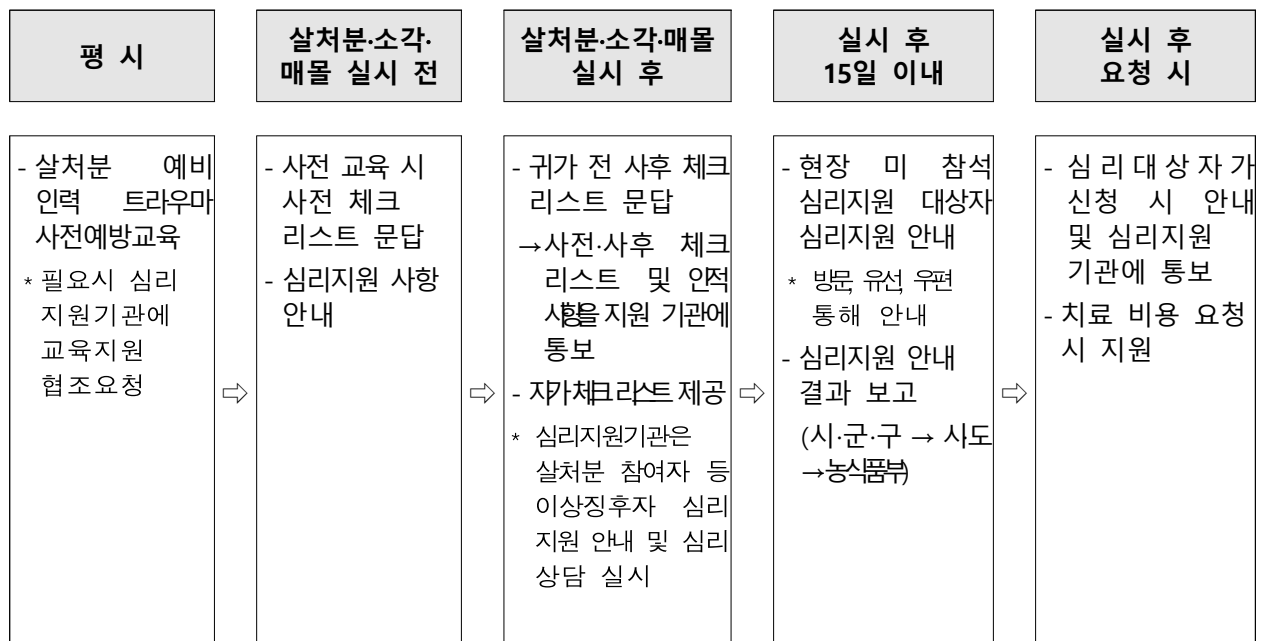 평 시
살처분·소각·
매몰 실시 전
살처분·소각·매몰
실시 후
실시 후
15일 이내
실시 후
요청 시
- 살처분 예비
인력 트라우마
사전예방교육
* 필요시 심리
지원기관에
교육지원
협조요청
⇨
- 사전 교육 시
사전 체크
리스트 문답
- 심리지원 사항
안내
⇨
- 귀가 전 사후 체크
리스트 문답
→사전·사후 체크
리스트 및 인적
사항을 지원 기관에
통보
- 자가체크리스트 제공
* 심리지원기관은
살처분 참여자 등
이상징후자 심리
지원 안내 및 심리
상담 실시
⇨
- 현장 미 참석
심리지원 대상자
심리지원 안내
* 방문, 유선, 우편
통해 안내
- 심리지원 안내
결과 보고
(시·군·구 → 시도
→농식품부)
⇨
- 심리대상자가
신청 시 안내
및 심리지원
기관에 통보
- 치료 비용 요청
시 지원